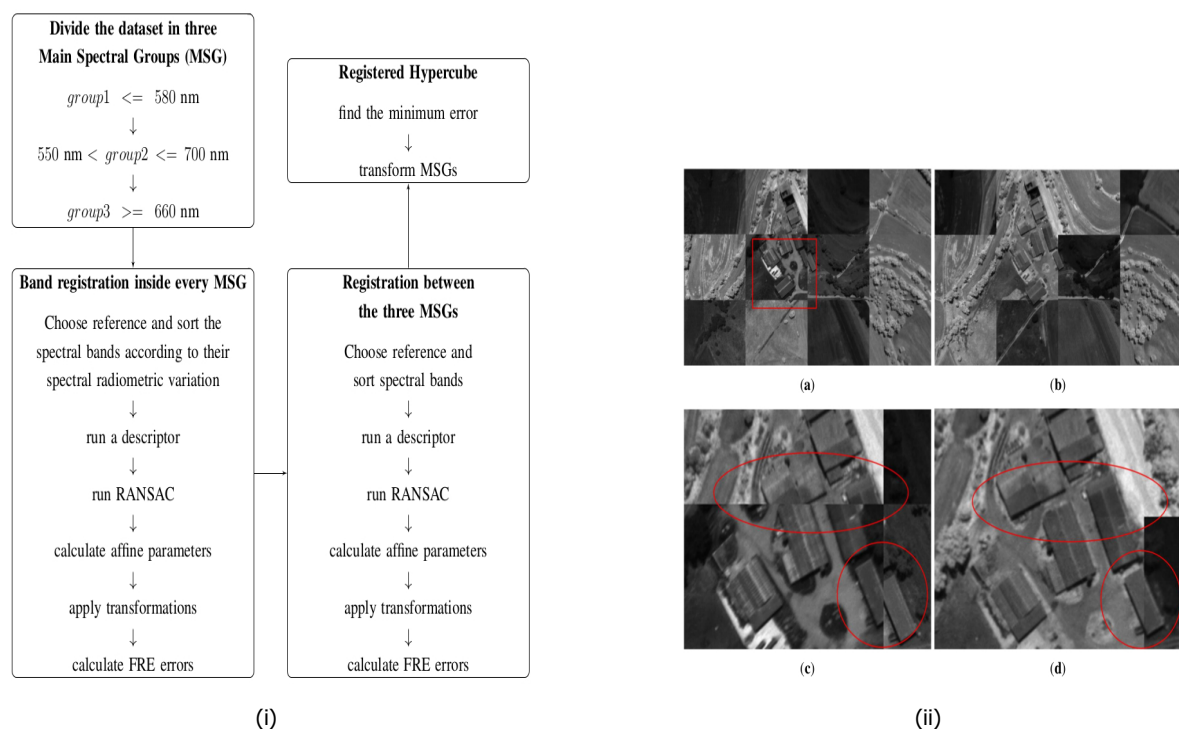 Divide the dataset in three
Main Spectral Groups (MSG)
group1 <= 580 nm
↓
550 nm < group2 <= 700 nm
↓
group3 >= 660 nm
Band registration inside every MSG
Choose reference and sort the
spectral bands according to their
spectral radiometric variation
↓
run a descriptor
↓
run RANSAC
↓
calculate affine parameters
↓
apply transformations
↓
calculate FRE errors
Registration between
the three MSGs
Choose reference and
sort spectral bands
↓
run a descriptor
↓
run RANSAC
↓
calculate affine parameters
↓
apply transformations
↓
calculate FRE errors
Registered Hypercube
find the minimum error
↓
transform MSGs
(i)
(a)
(b)
(c)
(d)
(ii)